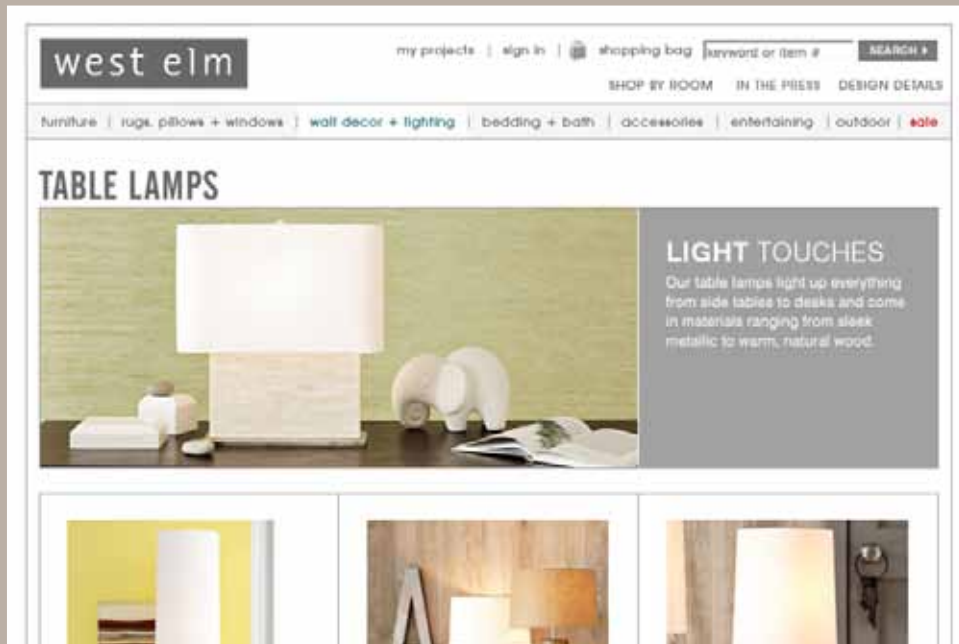 west elm
my projects | sign in | shopping bag keyword or item # SEARCH
SHOP BY ROOM IN THE PRESS DESIGN DETAILS
furniture | rugs, pillows + windows | wall decor + lighting | bedding + bath | accessories | entertaining | outdoor | sale
TABLE LAMPS
LIGHT TOUCHES
Our table lamps light up everything
from side tables to desks and come
in materials ranging from sleek
metallic to warm, natural wood.
A